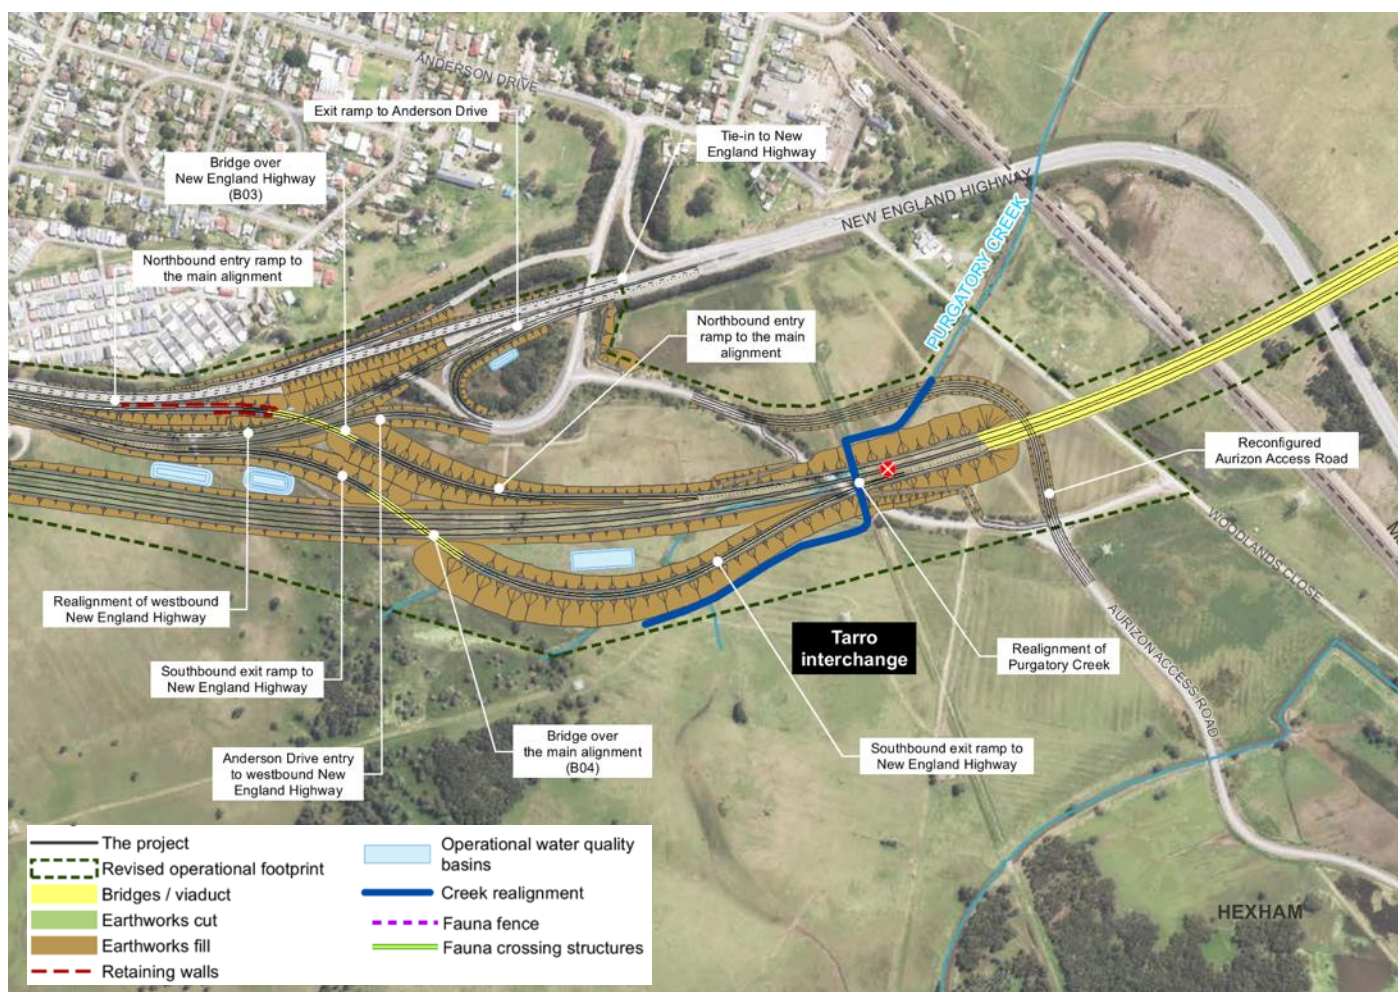 ANDERSON DRIVE
Exit ramp to Anderson Drive
Tie-in to New
England Highway
Bridge over
New England Highway
(B03)
NEW ENGLAND HIGHWAY
PURGATORY CREEK
Northbound entry ramp to
the main alignment
Northbound entry
ramp to the main
alignment
Reconfigured
Aurizon Access Road
WOODLANDS CLOSE
Realignment of westbound
New England Highway
AURIZON ACCESS ROAD
Tarro
interchange
Realignment of
Purgatory Creek
Southbound exit ramp to
New England Highway
Bridge over
the main alignment
(B04)
Southbound exit ramp to
New England Highway
Anderson Drive entry
to westbound New
England Highway
HEXHAM
The project
Revised operational footprint
Bridges / viaduct
Earthworks cut
Earthworks fill
Retaining walls
Operational water quality
basins
Creek realignment
Fauna fence
Fauna crossing structures